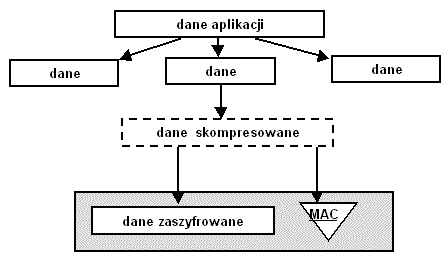 dane aplikacji
dane
dane
dane
dane skompresowane
dane zaszyfrowane
MAC